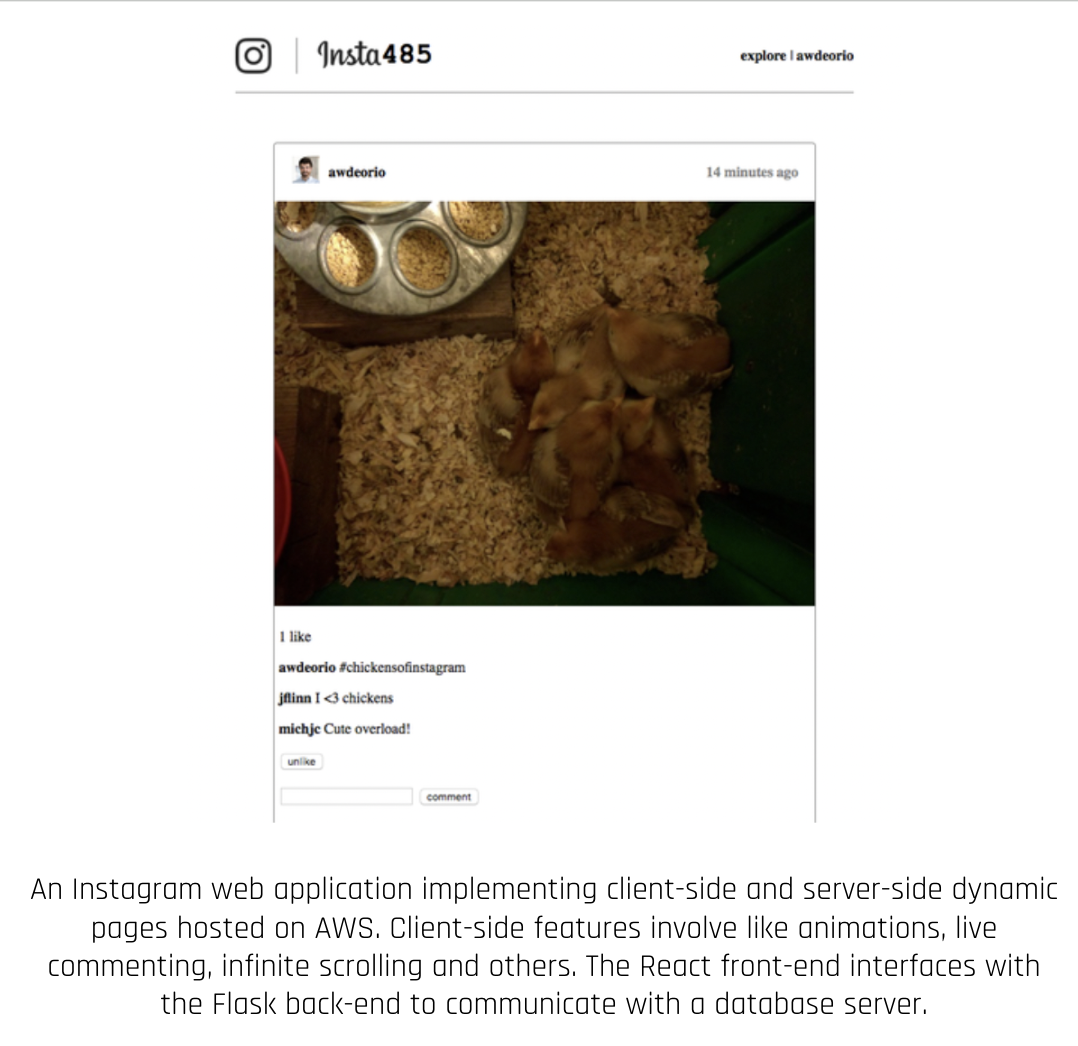 Insta485
explore | awdeorio
awdeorio
14 minutes ago
1 like
awdeorio #chickensofinstagram
jflinn I <3 chickens
michjc Cute overload!
unlike
comment
An Instagram web application implementing client-side and server-side dynamic
pages hosted on AWS. Client-side features involve like animations, live
commenting, infinite scrolling and others. The React front-end interfaces with
the Flask back-end to communicate with a database server.